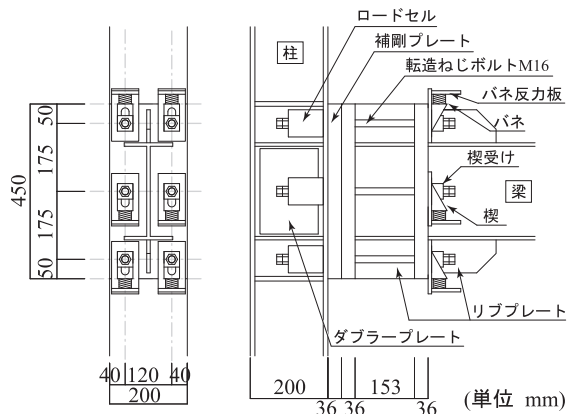 ロードセル
補剛プレート
転造ねじボルトM16
柱
バネ反力板
バネ
楔受け
梁
楔
リブプレート
ダブラープレート
50
175
450
175
50
40 120 40
200
200
36 36
153
36
(単位 mm)